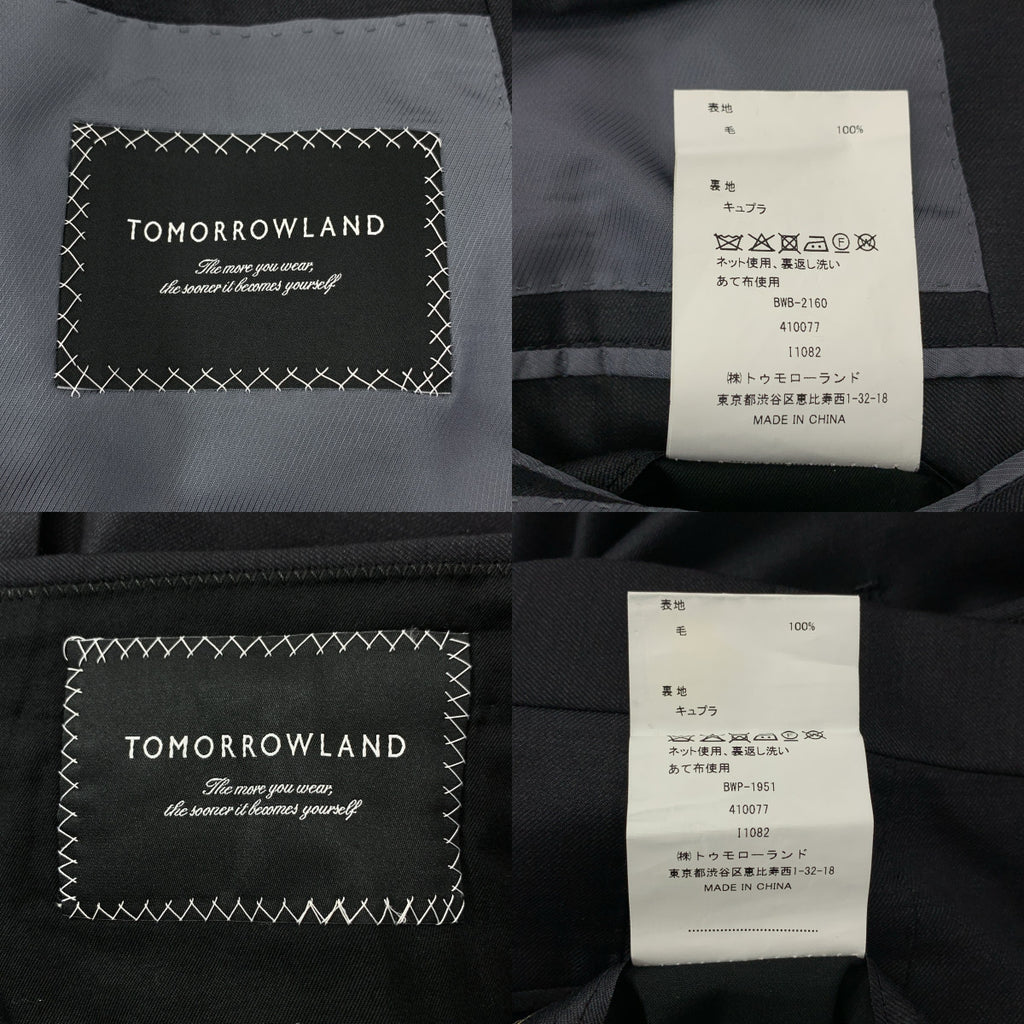 TOMORROWLAND
The more you wear,
the sooner it becomes yourself.
表地
毛 100%
裏地
キュプラ
ネット使用、裏返し洗い
あて布使用
BWB-2160
410077
I1082
㈱トゥモローランド
東京都渋谷区恵比寿西1-32-18
MADE IN CHINA
TOMORROWLAND
The more you wear,
the sooner it becomes yourself.
表地
毛 100%
裏地
キュプラ
ネット使用、裏返し洗い
あて布使用
BWP-1951
410077
I1082
㈱トゥモローランド
東京都渋谷区恵比寿西1-32-18
MADE IN CHINA